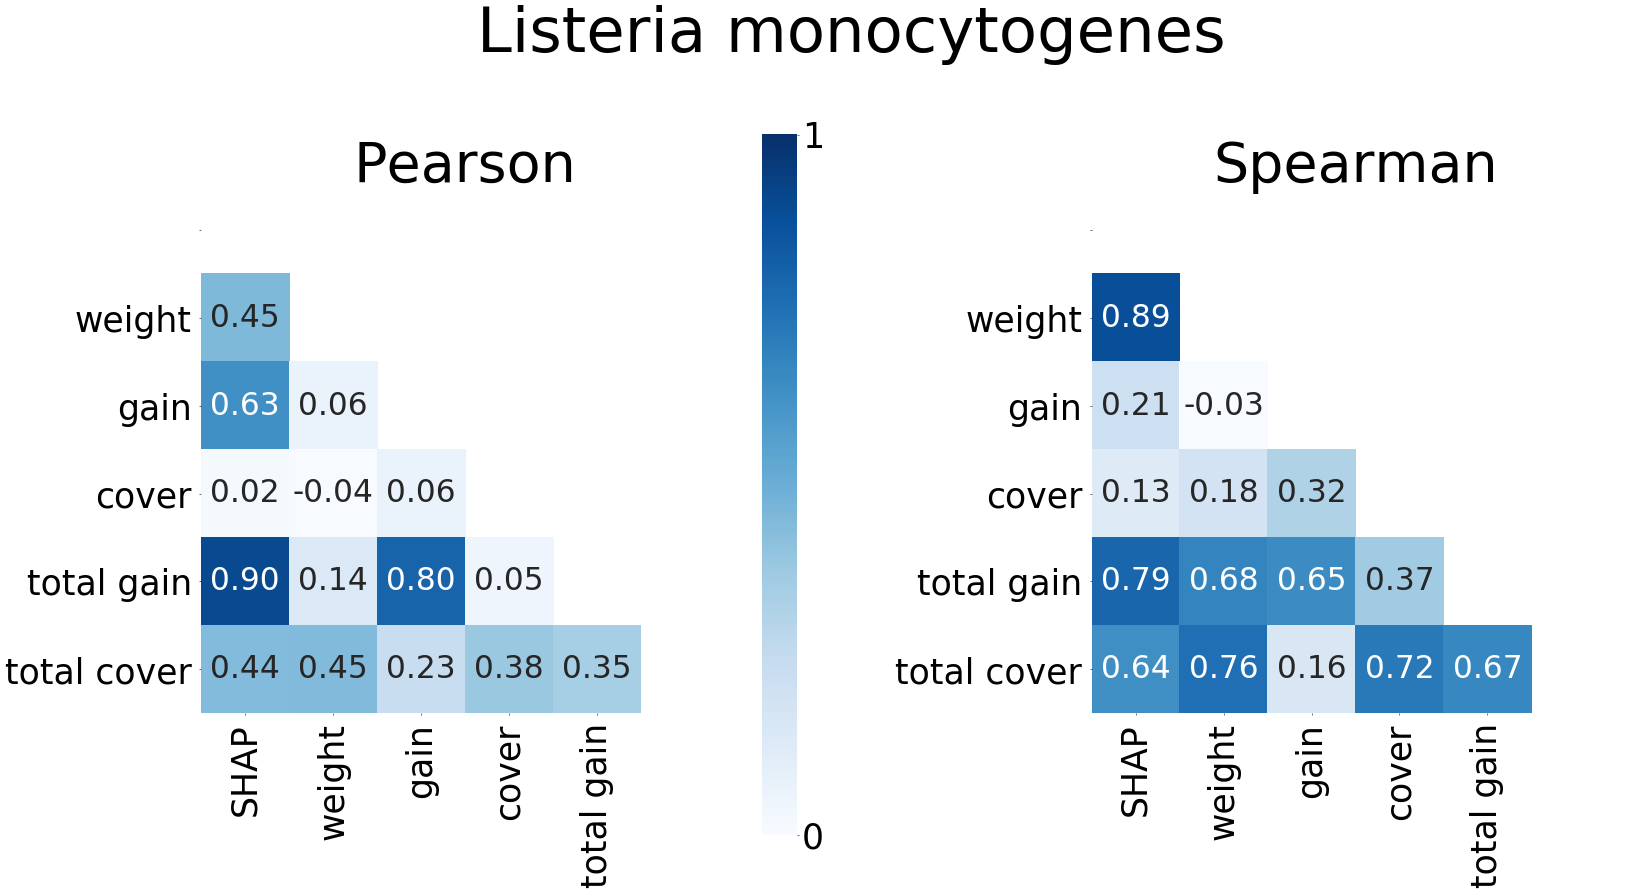 Listeria monocytogenes
Pearson
weight 0.45
gain 0.63 0.06
cover 0.02 -0.04 0.06
total gain 0.90 0.14 0.80 0.05
total cover 0.44 0.45 0.23 0.38 0.35
SHAP weight gain cover total gain
1
0
Spearman
weight 0.89
gain 0.21 -0.03
cover 0.13 0.18 0.32
total gain 0.79 0.68 0.65 0.37
total cover 0.64 0.76 0.16 0.72 0.67
SHAP weight gain cover total gain